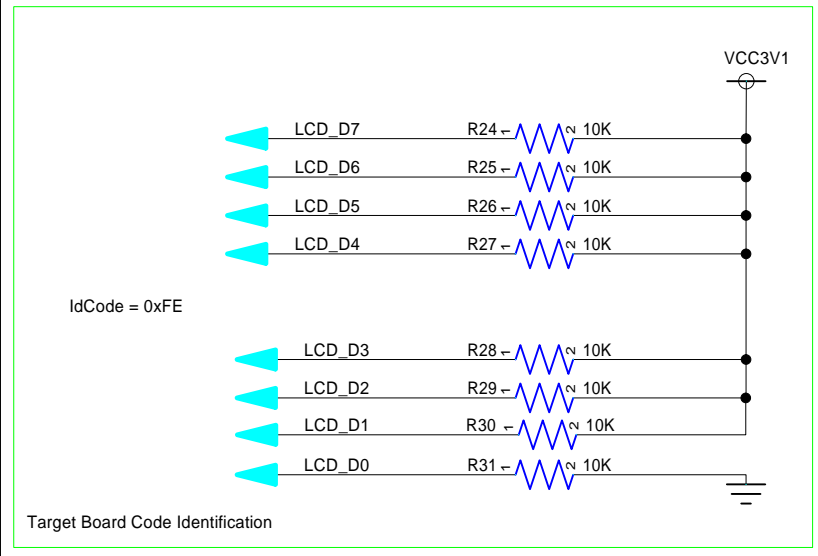 VCC3V1
LCD_D7 R24 1 2 10K
LCD_D6 R25 1 2 10K
LCD_D5 R26 1 2 10K
LCD_D4 R27 1 2 10K
IdCode = 0xFE
LCD_D3 R28 1 2 10K
LCD_D2 R29 1 2 10K
LCD_D1 R30 1 2 10K
LCD_D0 R31 1 2 10K
Target Board Code Identification